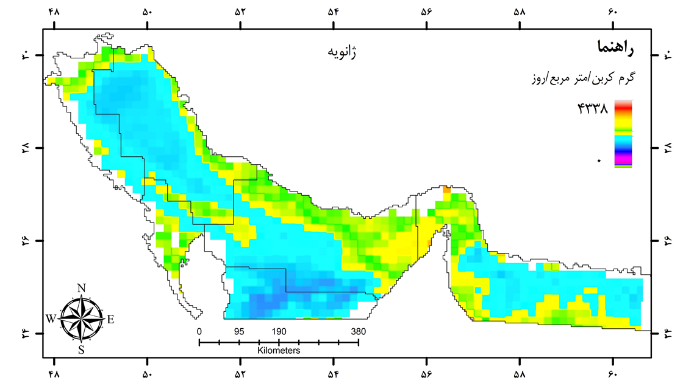 ۴۸ ۵۰ ۵۲ ۵۴ ۵۶ ۵۸ ۶۰
ژانویه
راهنما
گرم کربن/متر مربع/روز
۴۳۳۸
۰
۳۰ ۳۰
۲۸ ۲۸
۲۶ ۲۶
۲۴ ۲۴
N
W E
S
0 95 190 380
Kilometers
۴۸ ۵۰ ۵۲ ۵۴ ۵۶ ۵۸ ۶۰